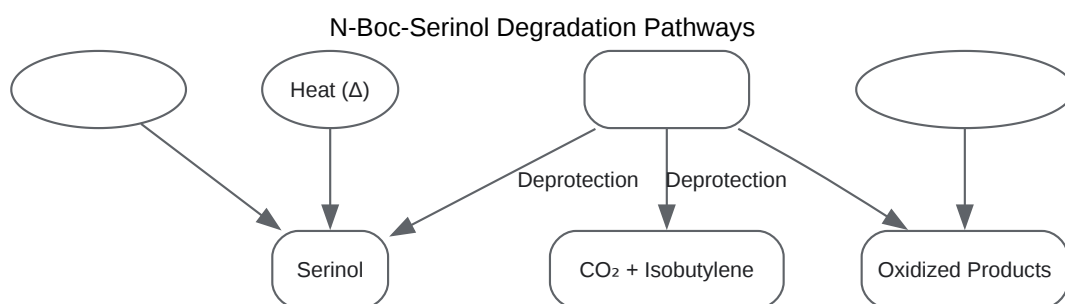 N-Boc-Serinol Degradation Pathways
Heat (Δ)
Deprotection
Deprotection
Serinol
CO₂ + Isobutylene
Oxidized Products